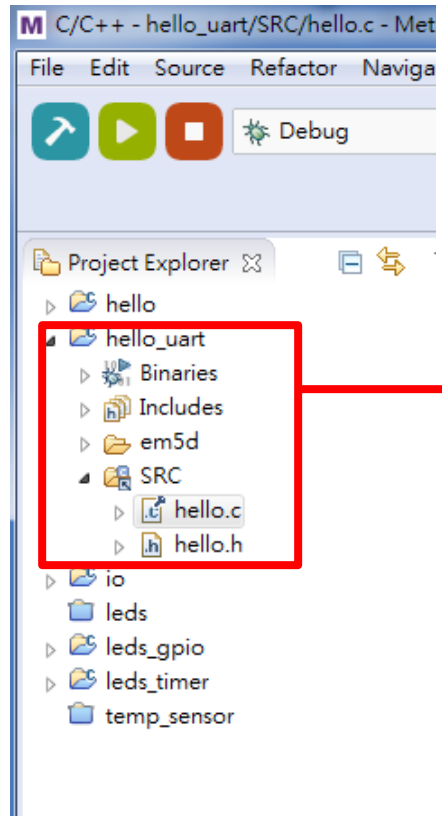 M C/C++ - hello_uart/SRC/hello.c - Met
File Edit Source Refactor Naviga
Debug
Project Explorer
hello
hello_uart
Binaries
Includes
em5d
SRC
.c hello.c
.h hello.h
io
leds
leds_gpio
leds_timer
temp_sensor